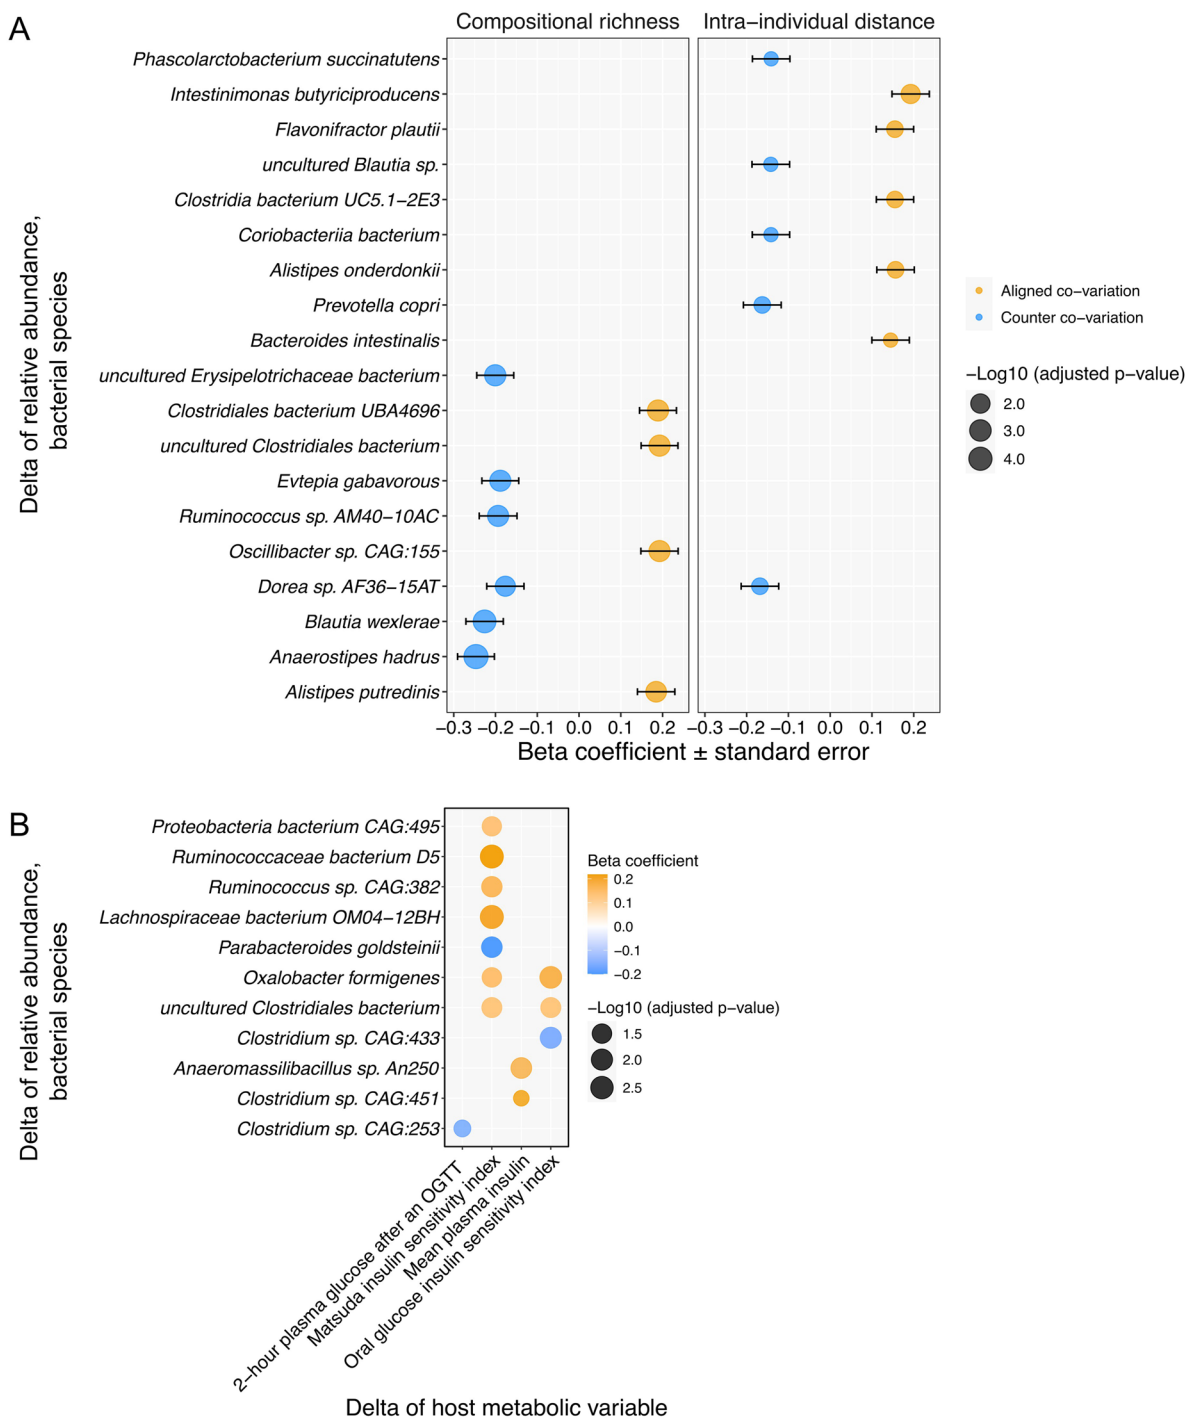 A
Compositional richness
Intra−individual distance
Delta of relative abundance,
bacterial species
Phascolarctobacterium succinatutens
Intestinimonas butyriciproducens
Flavonifractor plautii
uncultured Blautia sp.
Clostridia bacterium UC5.1−2E3
Coriobacteriia bacterium
Alistipes onderdonkii
Prevotella copri
Bacteroides intestinalis
uncultured Erysipelotrichaceae bacterium
Clostridiales bacterium UBA4696
uncultured Clostridiales bacterium
Evtepia gabavorous
Ruminococcus sp. AM40−10AC
Oscillibacter sp. CAG:155
Dorea sp. AF36−15AT
Blautia wexlerae
Anaerostipes hadrus
Alistipes putredinis
−0.3 −0.2 −0.1 0.0 0.1 0.2
−0.3 −0.2 −0.1 0.0 0.1 0.2
Beta coefficient ± standard error
Aligned co−variation
Counter co−variation
−Log10 (adjusted p−value)
2.0
3.0
4.0
B
Delta of relative abundance,
bacterial species
Proteobacteria bacterium CAG:495
Ruminococcaceae bacterium D5
Ruminococcus sp. CAG:382
Lachnospiraceae bacterium OM04−12BH
Parabacteroides goldsteinii
Oxalobacter formigenes
uncultured Clostridiales bacterium
Clostridium sp. CAG:433
Anaeromassilibacillus sp. An250
Clostridium sp. CAG:451
Clostridium sp. CAG:253
2−hour plasma glucose after an OGTT
Matsuda insulin sensitivity index
Mean plasma insulin
Oral glucose insulin sensitivity index
Delta of host metabolic variable
Beta coefficient
0.2
0.1
0.0
−0.1
−0.2
−Log10 (adjusted p−value)
1.5
2.0
2.5